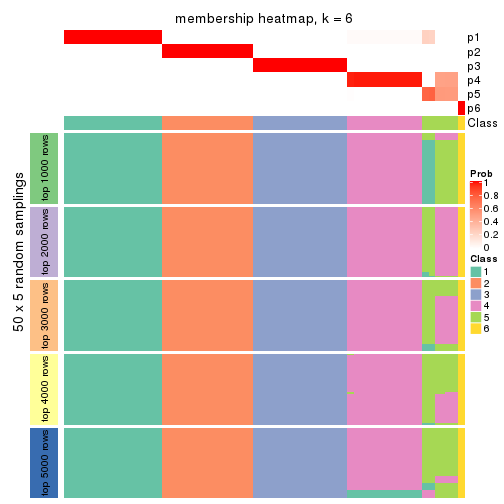 membership heatmap, k = 6
p1
p2
p3
p4
p5
p6
Class
50 x 5 random samplings
top 1000 rows
top 2000 rows
top 3000 rows
top 4000 rows
top 5000 rows
Prob
1
0.8
0.6
0.4
0.2
0
Class
1
2
3
4
5
6